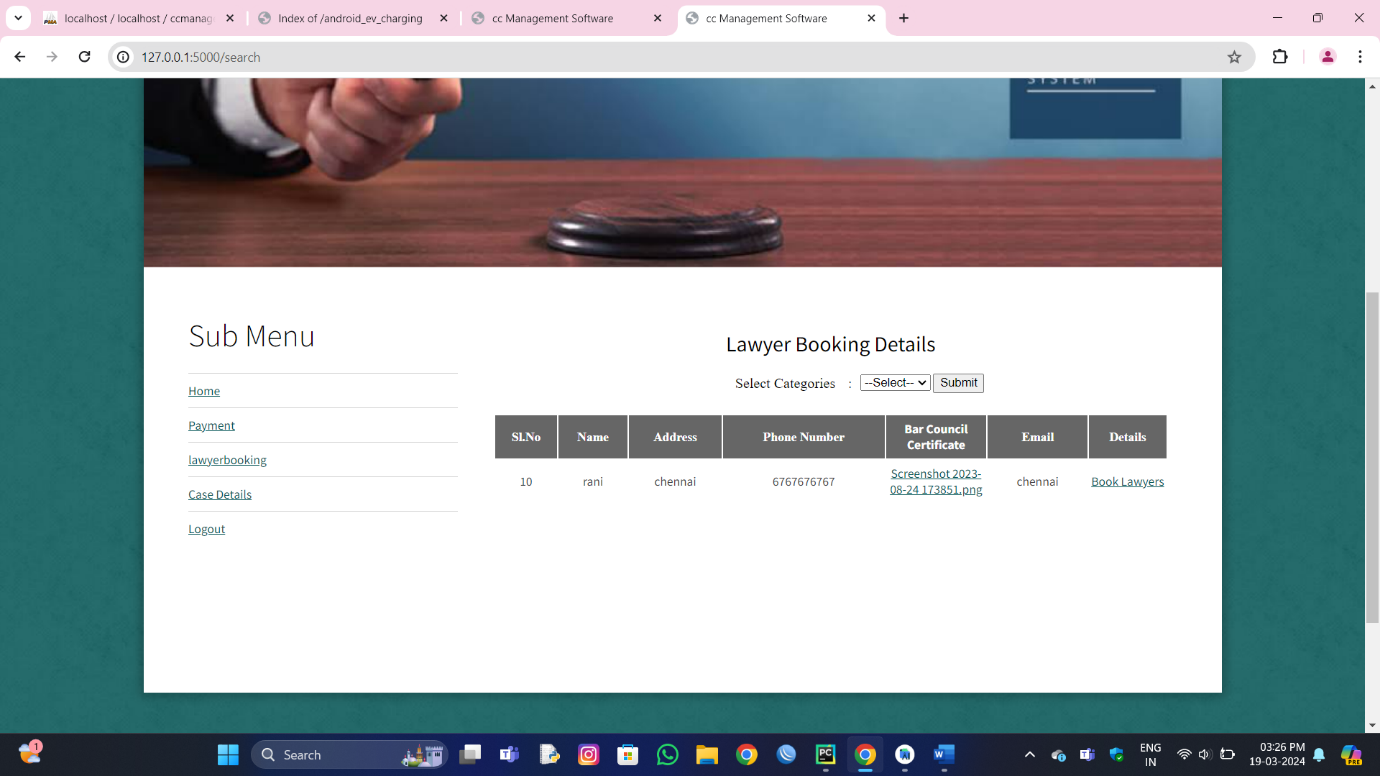 localhost / localhost / ccmanag
Index of /android_ev_charging
cc Management Software
cc Management Software
127.0.0.1:5000/search
SYSTEM
Sub Menu
Home
Payment
lawyerbooking
Case Details
Logout
Lawyer Booking Details
Select Categories : --Select-- Submit
Sl.No Name Address Phone Number Bar Council Certificate Email Details
10 rani chennai 6767676767 Screenshot 2023-08-24 173851.png chennai Book Lawyers
1
Search
ENG
IN
03:26 PM
19-03-2024
PRE